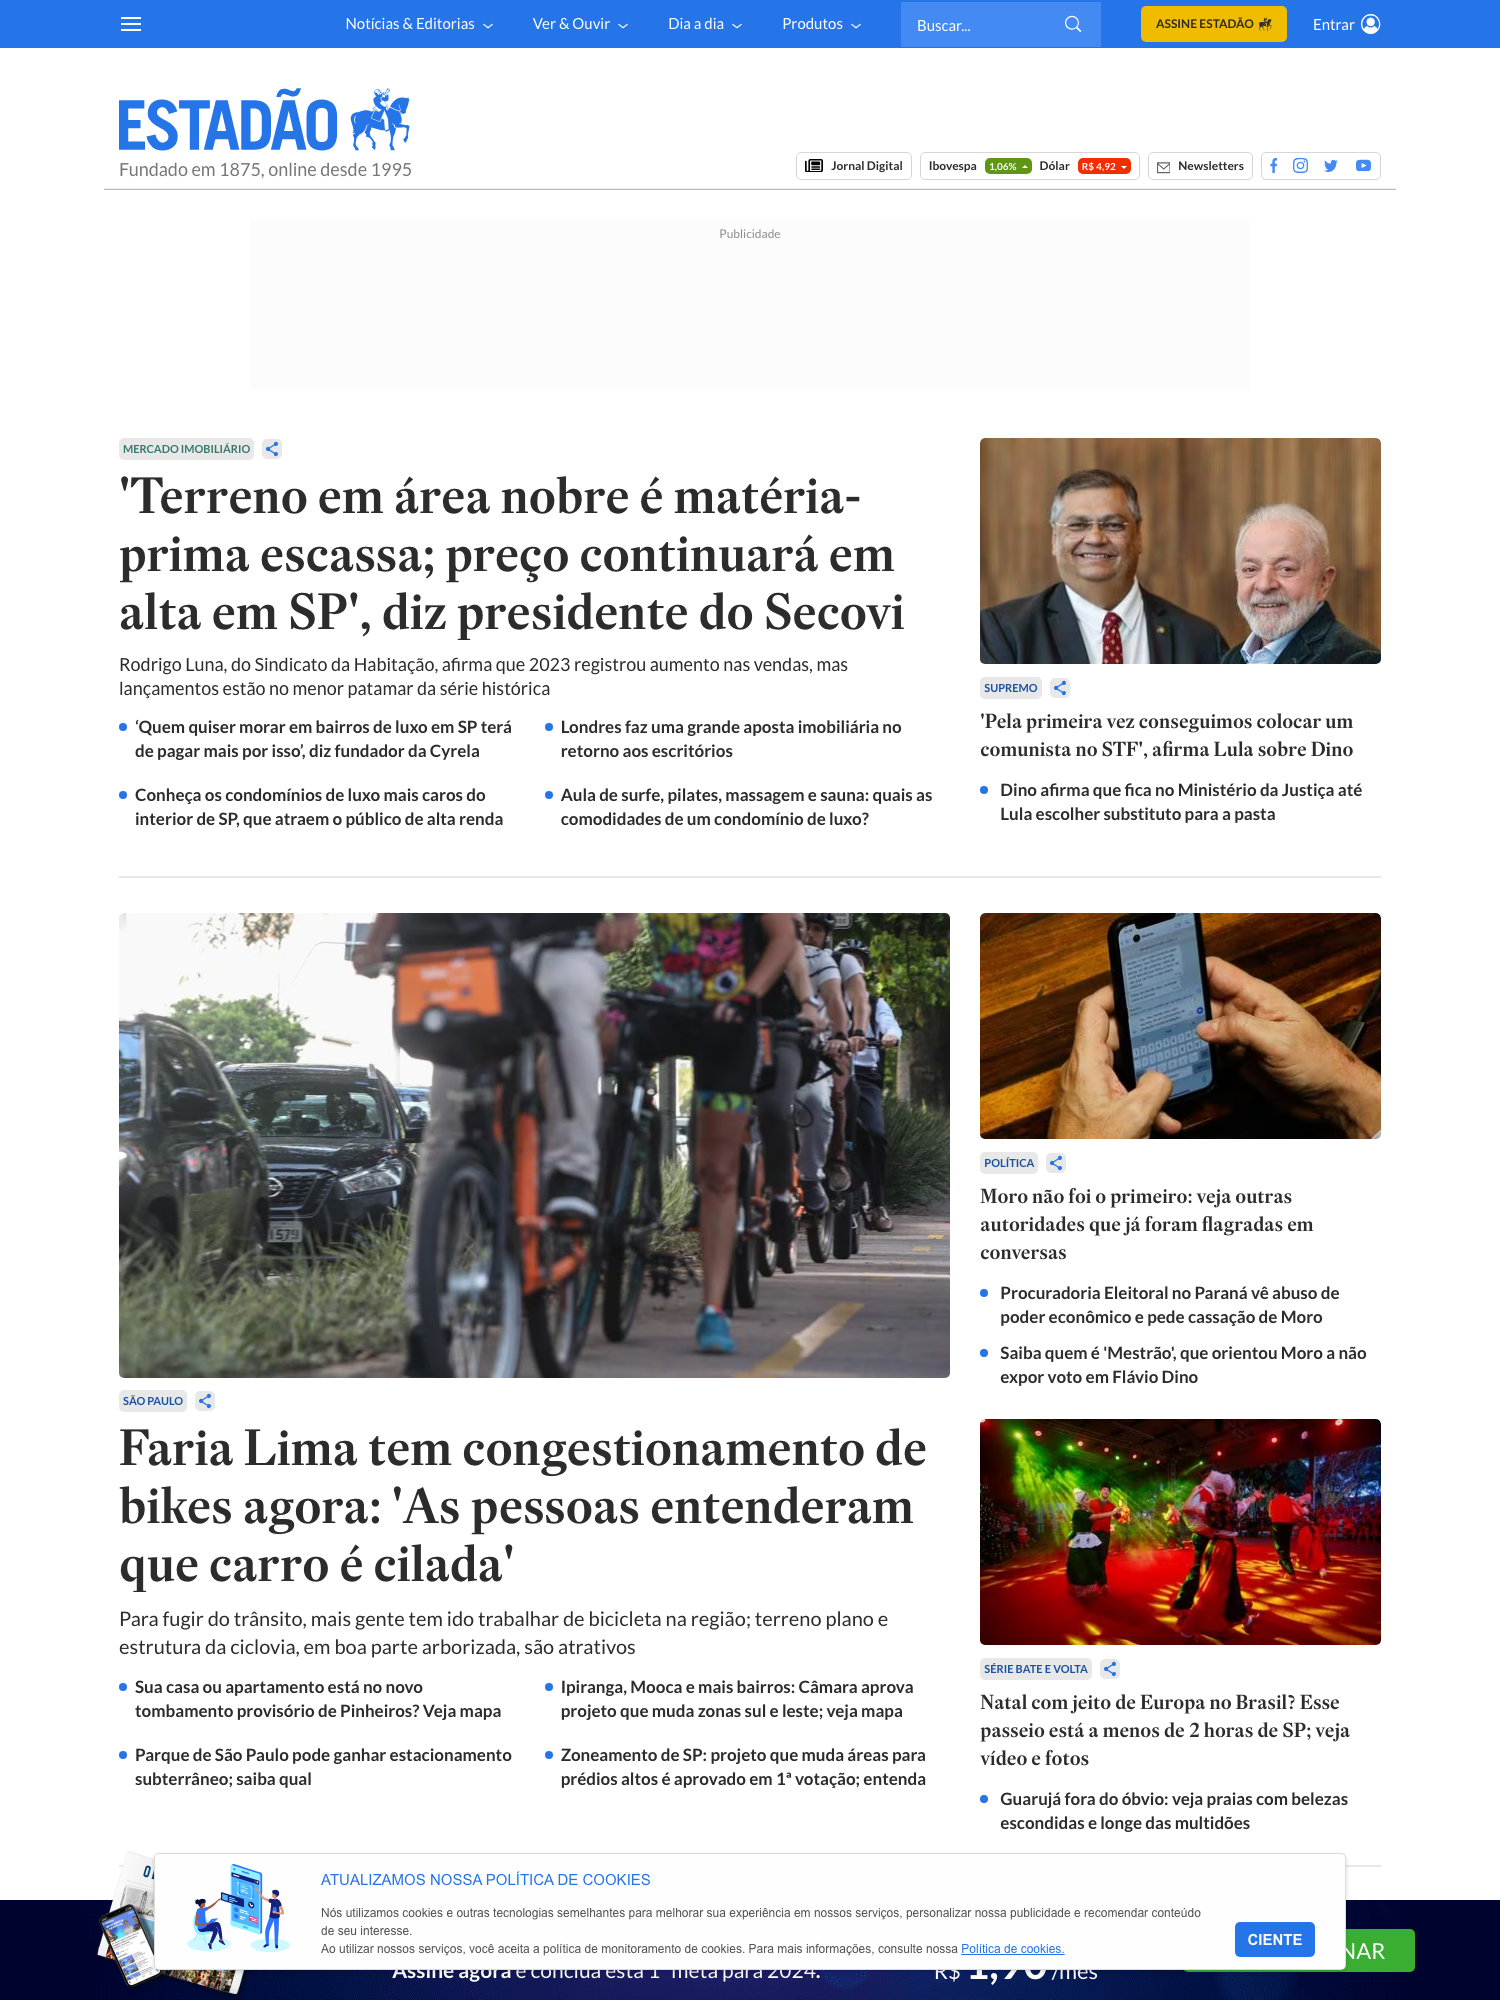 Notícias & Editorias
Ver & Ouvir
Dia a dia
Produtos
Buscar...
ASSINE ESTADÃO
Entrar
ESTADÃO
Fundado em 1875, online desde 1995
Jornal Digital
Ibovespa 1,06% Dólar R$ 4,92
Newsletters
Publicidade
MERCADO IMOBILIÁRIO
'Terreno em área nobre é matéria-
prima escassa; preço continuará em
alta em SP', diz presidente do Secovi
Rodrigo Luna, do Sindicato da Habitação, afirma que 2023 registrou aumento nas vendas, mas
lançamentos estão no menor patamar da série histórica
‘Quem quiser morar em bairros de luxo em SP terá
de pagar mais por isso’, diz fundador da Cyrela
Londres faz uma grande aposta imobiliária no
retorno aos escritórios
Conheça os condomínios de luxo mais caros do
interior de SP, que atraem o público de alta renda
Aula de surfe, pilates, massagem e sauna: quais as
comodidades de um condomínio de luxo?
SUPREMO
'Pela primeira vez conseguimos colocar um
comunista no STF', afirma Lula sobre Dino
Dino afirma que fica no Ministério da Justiça até
Lula escolher substituto para a pasta
SÃO PAULO
Faria Lima tem congestionamento de
bikes agora: 'As pessoas entenderam
que carro é cilada'
Para fugir do trânsito, mais gente tem ido trabalhar de bicicleta na região; terreno plano e
estrutura da ciclovia, em boa parte arborizada, são atrativos
Sua casa ou apartamento está no novo
tombamento provisório de Pinheiros? Veja mapa
Ipiranga, Mooca e mais bairros: Câmara aprova
projeto que muda zonas sul e leste; veja mapa
Parque de São Paulo pode ganhar estacionamento
subterrâneo; saiba qual
Zoneamento de SP: projeto que muda áreas para
prédios altos é aprovado em 1ª votação; entenda
POLÍTICA
Moro não foi o primeiro: veja outras
autoridades que já foram flagradas em
conversas
Procuradoria Eleitoral no Paraná vê abuso de
poder econômico e pede cassação de Moro
Saiba quem é 'Mestrão', que orientou Moro a não
expor voto em Flávio Dino
SÉRIE BATE E VOLTA
Natal com jeito de Europa no Brasil? Esse
passeio está a menos de 2 horas de SP; veja
vídeo e fotos
Guarujá fora do óbvio: veja praias com belezas
escondidas e longe das multidões
ATUALIZAMOS NOSSA POLÍTICA DE COOKIES
Nós utilizamos cookies e outras tecnologias semelhantes para melhorar sua experiência em nossos serviços, personalizar nossa publicidade e recomendar conteúdo
de seu interesse.
Ao utilizar nossos serviços, você aceita a política de monitoramento de cookies. Para mais informações, consulte nossa Política de cookies.
CIENTE
Assine agora e conclua esta 1ª meta para 2024.
R$ 1,90 /mês
NAR